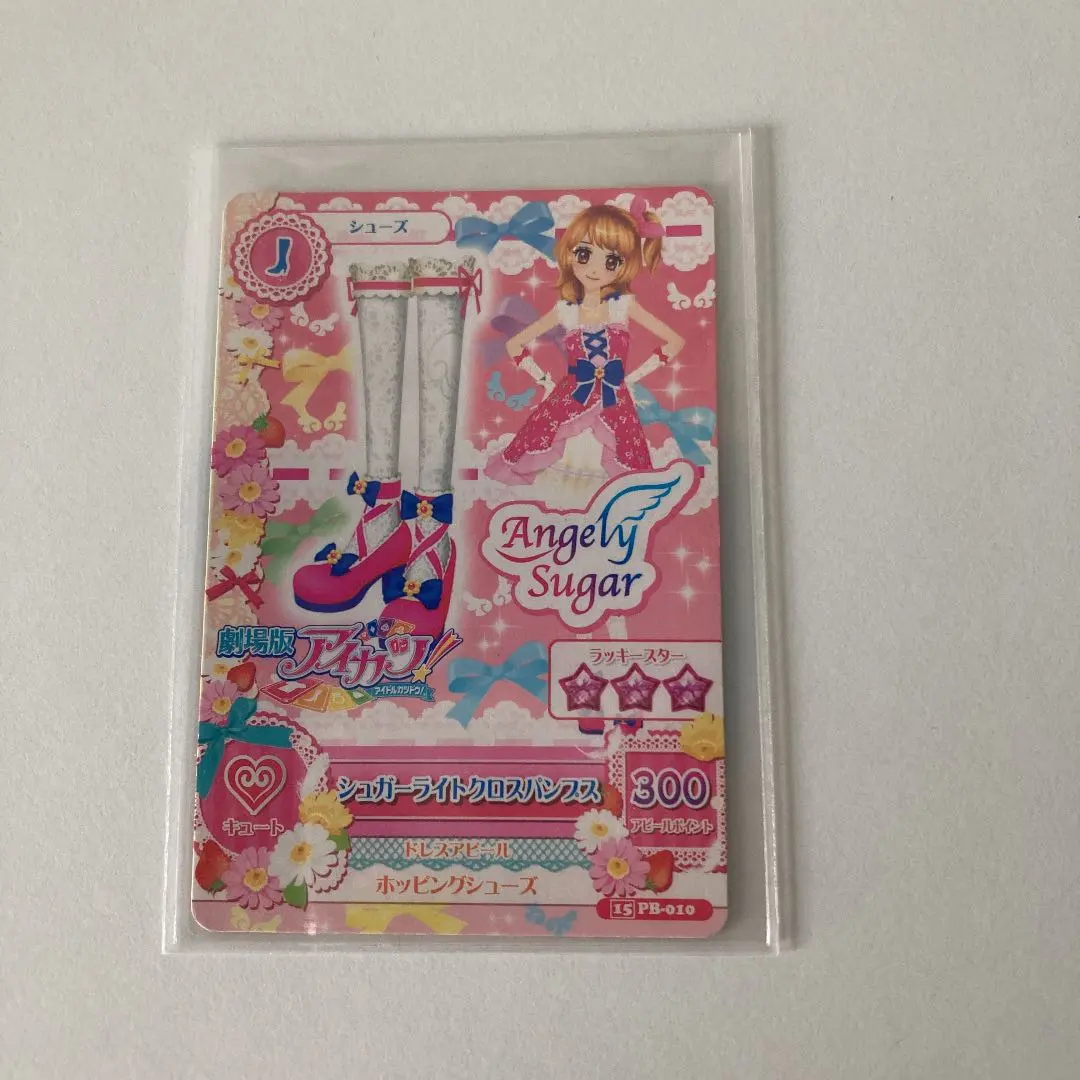 シューズ
Angely
Sugar
劇場版
アイカツ!
アイドルカツドウ!
ラッキースター
シュガーライトクロスパンプス
300
キュート
アピールポイント
ドレスアピール
ホッピングシューズ
15 PB-010